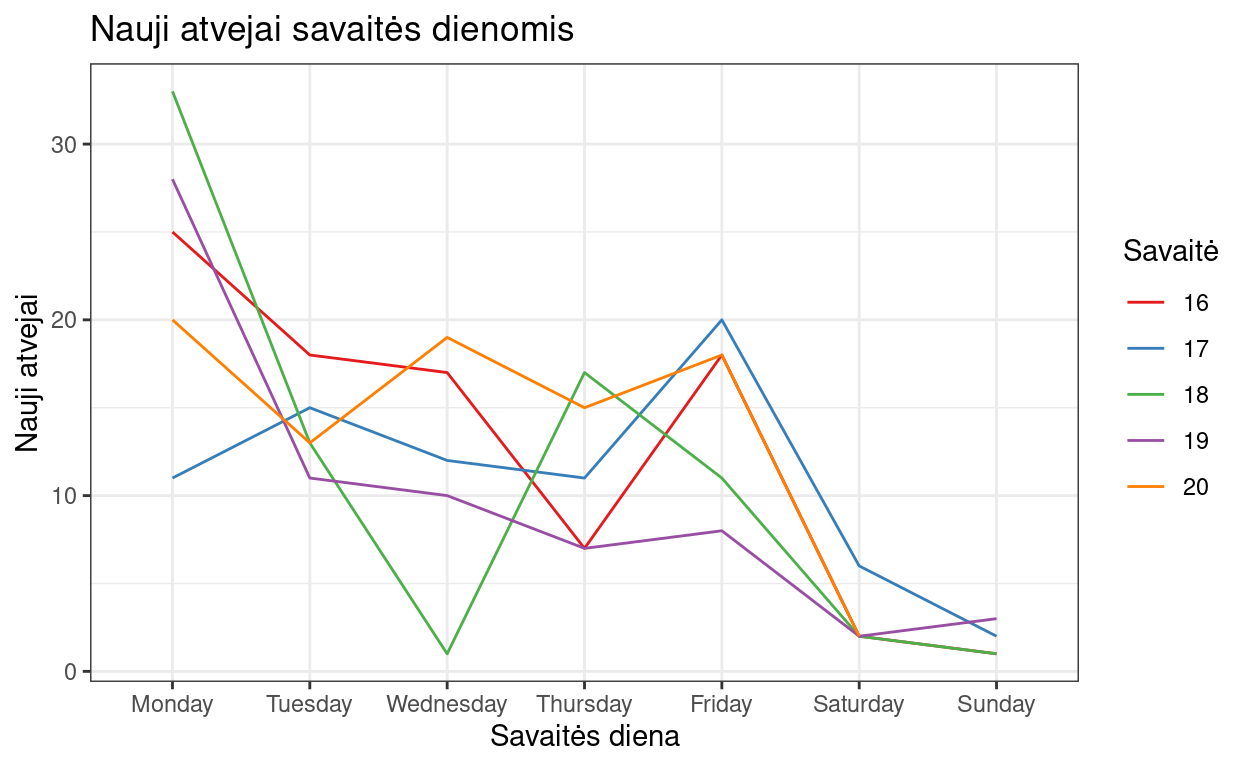 Nauji atvejai savaitės dienomis
Nauji atvejai
30
20
10
0
Monday Tuesday Wednesday Thursday Friday Saturday Sunday
Savaitės diena
Savaitė
16
17
18
19
20